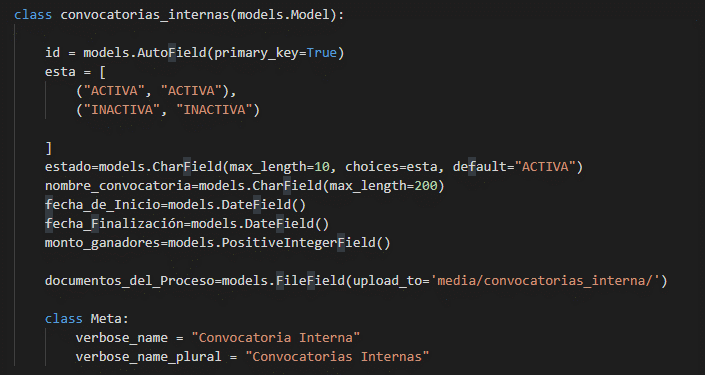 class convocatorias_internas(models.Model):
id = models.AutoField(primary_key=True)
esta = [
("ACTIVA", "ACTIVA"),
("INACTIVA", "INACTIVA")
]
estado=models.CharField(max_length=10, choices=esta, default="ACTIVA")
nombre_convocatoria=models.CharField(max_length=200)
fecha_de_Inicio=models.DateField()
fecha_Finalización=models.DateField()
monto_ganadores=models.PositiveIntegerField()
documentos_del_Proceso=models.FileField(upload_to='media/convocatorias_interna/')
class Meta:
verbose_name = "Convocatoria Interna"
verbose_name_plural = "Convocatorias Internas"